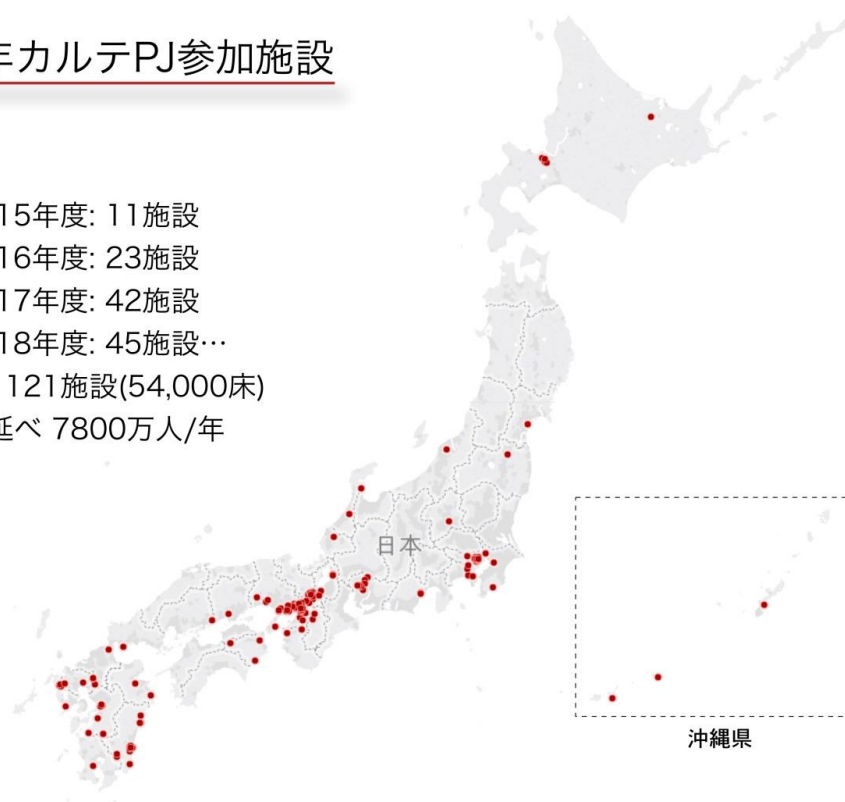 年カルテPJ参加施設
15年度: 11施設
16年度: 23施設
17年度: 42施設
18年度: 45施設…
121施設(54,000床)
延べ 7800万人/年
日本
沖縄県